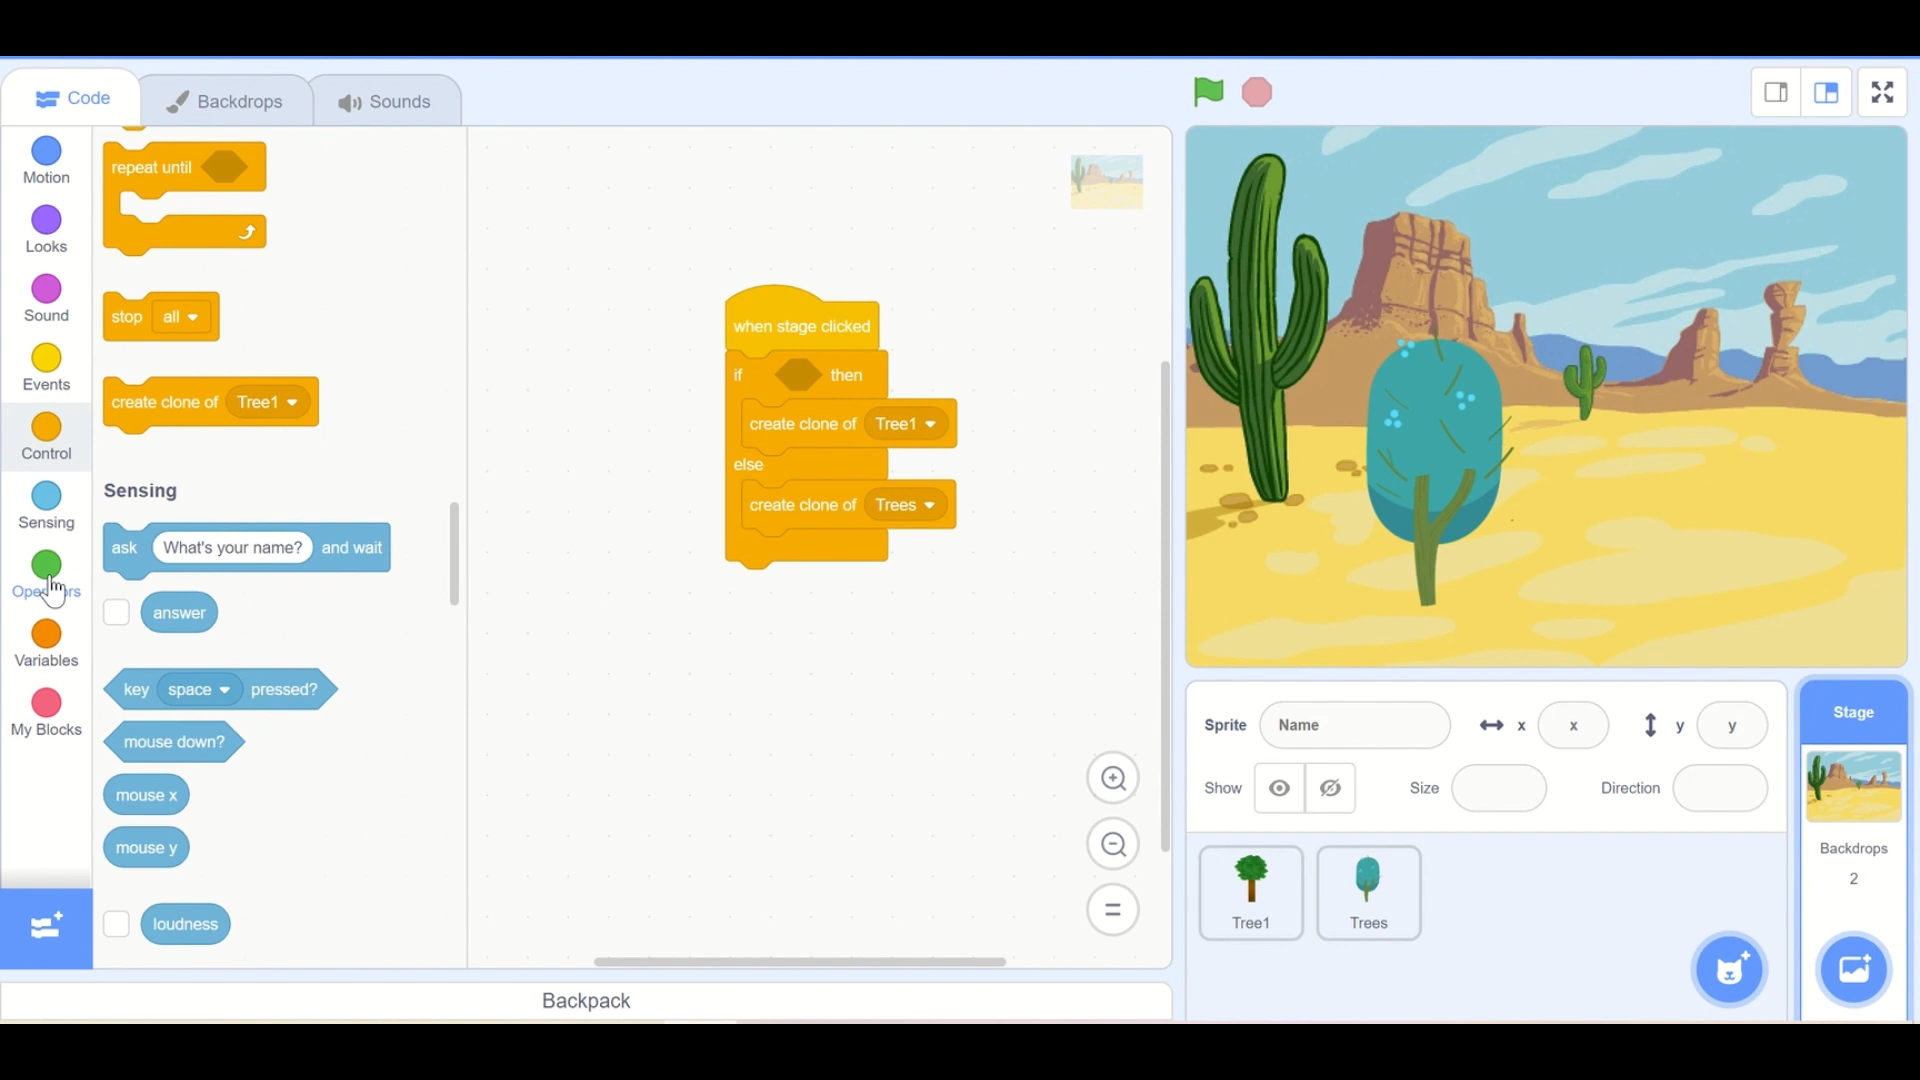 Code
Backdrops
Sounds
Motion
Looks
Sound
Events
Control
Sensing
Operators
Variables
My Blocks
repeat until
stop all
create clone of Tree1
Sensing
ask What's your name? and wait
answer
key space pressed?
mouse down?
mouse x
mouse y
loudness
when stage clicked
if then
create clone of Tree1
else
create clone of Trees
Backpack
Sprite Name x x y y
Show Size Direction
Tree1
Trees
Stage
Backdrops
2